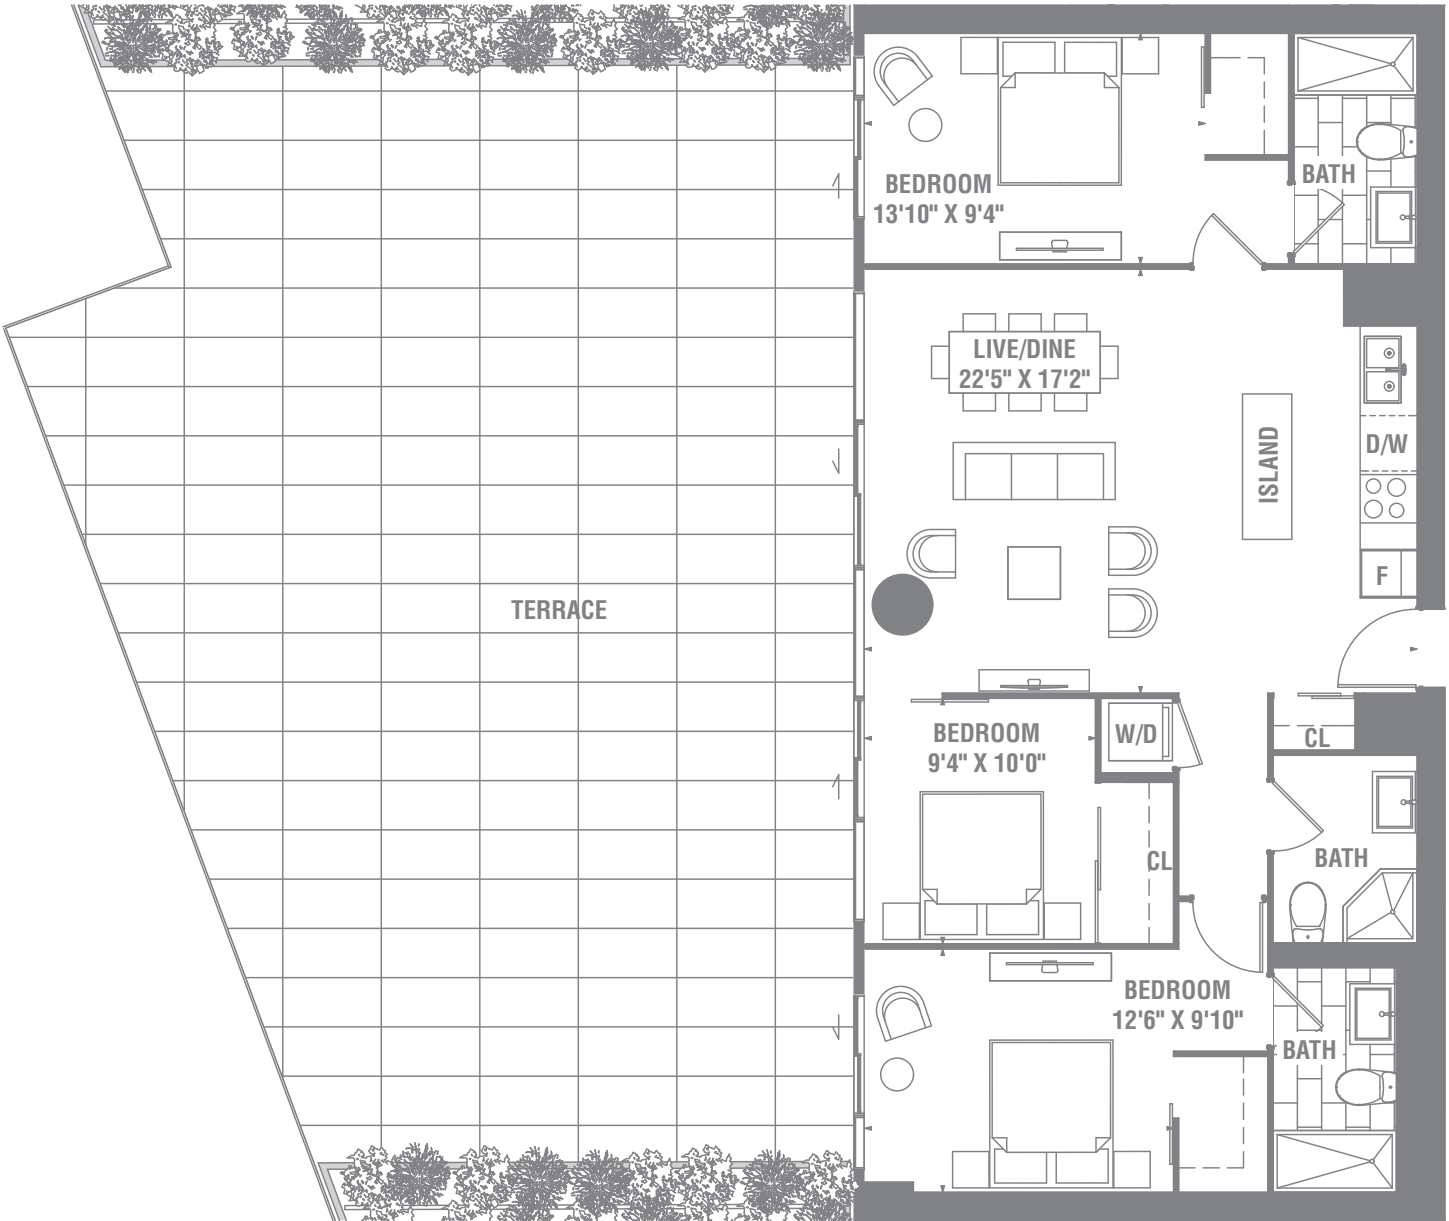 BEDROOM
13'10" X 9'4"
BATH
LIVE/DINE
22'5" X 17'2"
ISLAND
D/W
F
TERRACE
BEDROOM
9'4" X 10'0"
W/D
CL
CL
BATH
BEDROOM
12'6" X 9'10"
BATH